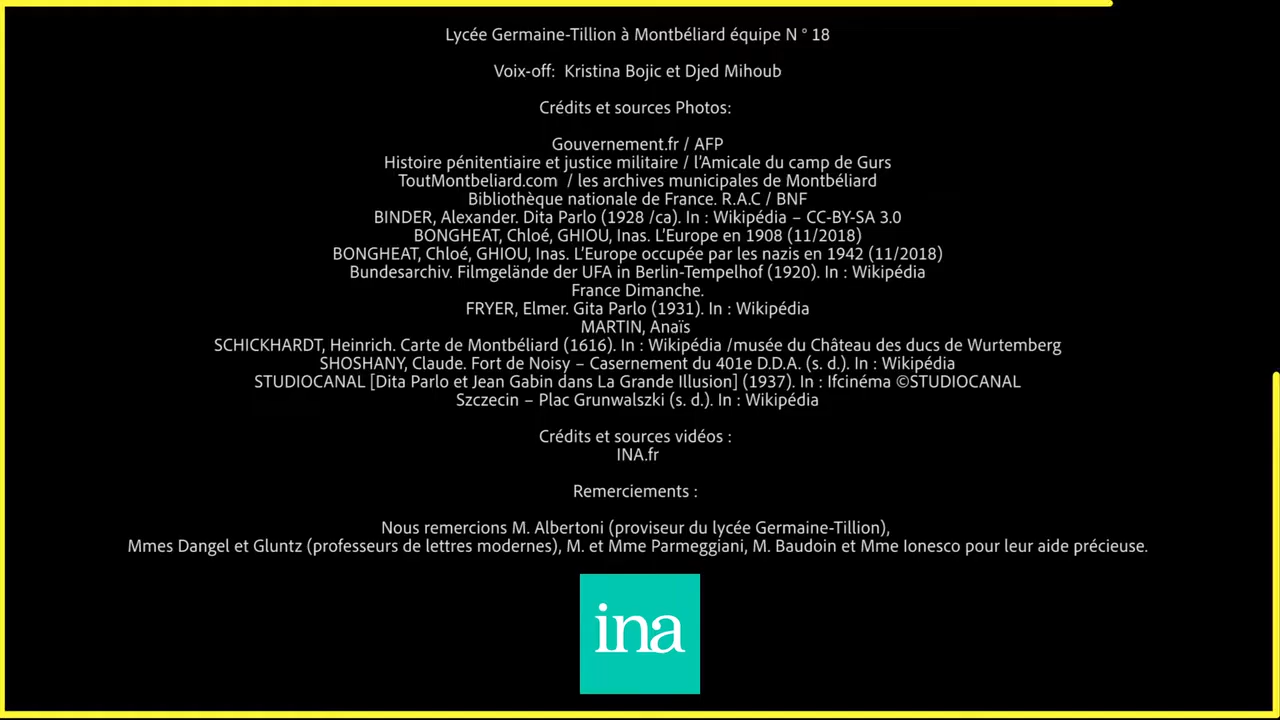 Lycée Germaine-Tillion à Montbéliard équipe N ° 18
Voix-off:  Kristina Bojic et Djed Mihoub
Crédits et sources Photos:
Gouvernement.fr / AFP
Histoire pénitentiaire et justice militaire / l'Amicale du camp de Gurs
ToutMontbeliard.com  / les archives municipales de Montbéliard
Bibliothèque nationale de France. R.A.C / BNF
BINDER, Alexander. Dita Parlo (1928 /ca). In : Wikipédia – CC-BY-SA 3.0
BONGHEAT, Chloé, GHIOU, Inas. L'Europe en 1908 (11/2018)
BONGHEAT, Chloé, GHIOU, Inas. L'Europe occupée par les nazis en 1942 (11/2018)
Bundesarchiv. Filmgelände der UFA in Berlin-Tempelhof (1920). In : Wikipédia
France Dimanche.
FRYER, Elmer. Gita Parlo (1931). In : Wikipédia
MARTIN, Anaïs
SCHICKHARDT, Heinrich. Carte de Montbéliard (1616). In : Wikipédia /musée du Château des ducs de Wurtemberg
SHOSHANY, Claude. Fort de Noisy – Casernement du 401e D.D.A. (s. d.). In : Wikipédia
STUDIOCANAL [Dita Parlo et Jean Gabin dans La Grande Illusion] (1937). In : Ifcinéma ©STUDIOCANAL
Szczecin – Plac Grunwalszki (s. d.). In : Wikipédia
Crédits et sources vidéos :
INA.fr
Remerciements :
Nous remercions M. Albertoni (proviseur du lycée Germaine-Tillion),
Mmes Dangel et Gluntz (professeurs de lettres modernes), M. et Mme Parmeggiani, M. Baudoin et Mme Ionesco pour leur aide précieuse.
ina